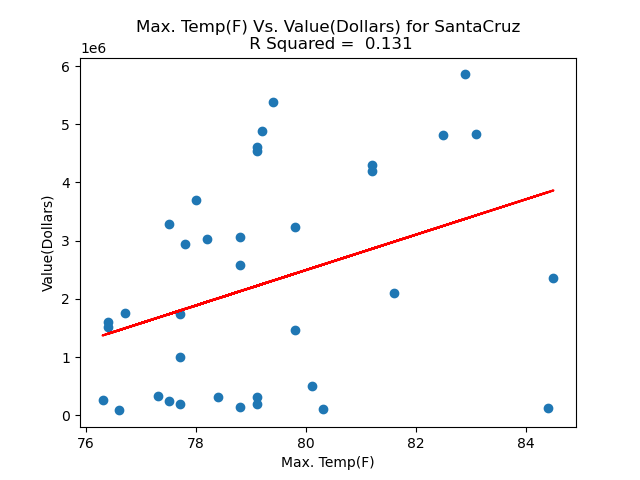 Max. Temp(F) Vs. Value(Dollars) for SantaCruz
R Squared =  0.131
1e6
6
5
4
3
2
1
0
Value(Dollars)
76 78 80 82 84
Max. Temp(F)